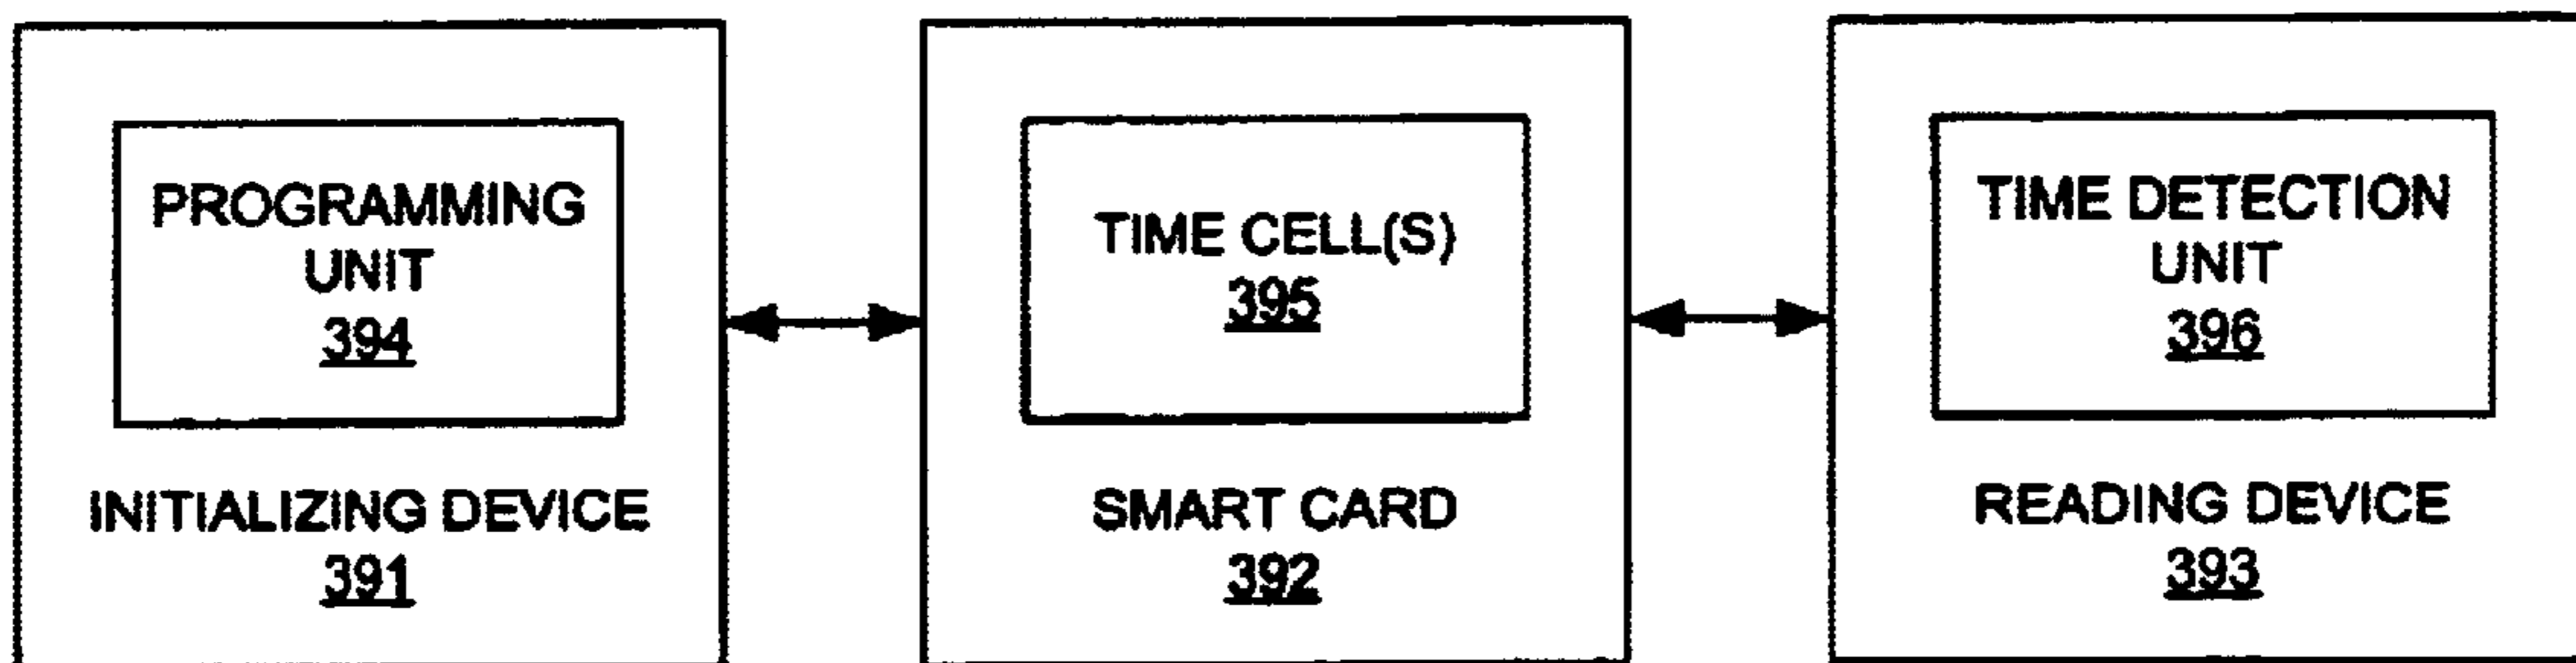 PROGRAMMING
UNIT
394
INITIALIZING DEVICE
391
TIME CELL(S)
395
SMART CARD
392
TIME DETECTION
UNIT
396
READING DEVICE
393